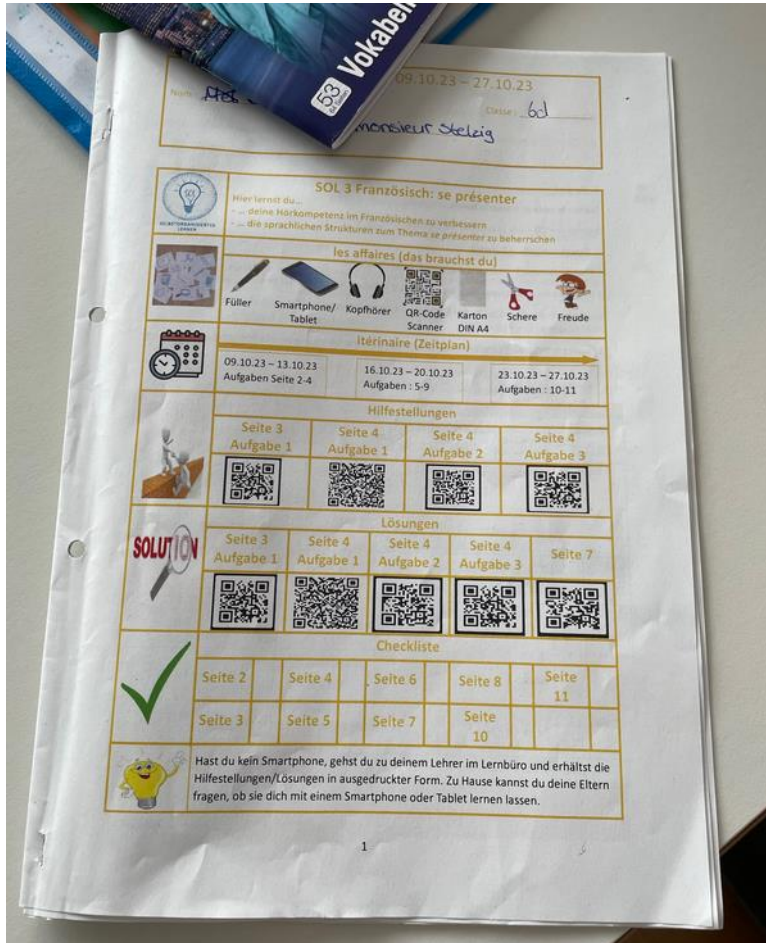 53
Vokabeln
09.10.23 – 27.10.23
Classe : 6d
monsieur Stelzig
SOL
SELBSTORGANISIERTES
LERNEN
SOL 3 Französisch: se présenter
Hier lernst du...
- ... deine Hörkompetenz im Französischen zu verbessern
- ... die sprachlichen Strukturen zum Thema se présenter zu beherrschen
les affaires (das brauchst du)
Füller
Smartphone/
Tablet
Kopfhörer
QR-Code
Scanner
Karton
DIN A4
Schere
Freude
Itérinaire (Zeitplan)
09.10.23 – 13.10.23
Aufgaben Seite 2-4
16.10.23 – 20.10.23
Aufgaben : 5-9
23.10.23 – 27.10.23
Aufgaben : 10-11
Hilfestellungen
Seite 3
Aufgabe 1
Seite 4
Aufgabe 1
Seite 4
Aufgabe 2
Seite 4
Aufgabe 3
SOLUTION
Lösungen
Seite 3
Aufgabe 1
Seite 4
Aufgabe 1
Seite 4
Aufgabe 2
Seite 4
Aufgabe 3
Seite 7
Checkliste
Seite 2
Seite 4
Seite 6
Seite 8
Seite
11
Seite 3
Seite 5
Seite 7
Seite
10
Hast du kein Smartphone, gehst du zu deinem Lehrer im Lernbüro und erhältst die
Hilfestellungen/Lösungen in ausgedruckter Form. Zu Hause kannst du deine Eltern
fragen, ob sie dich mit einem Smartphone oder Tablet lernen lassen.
1